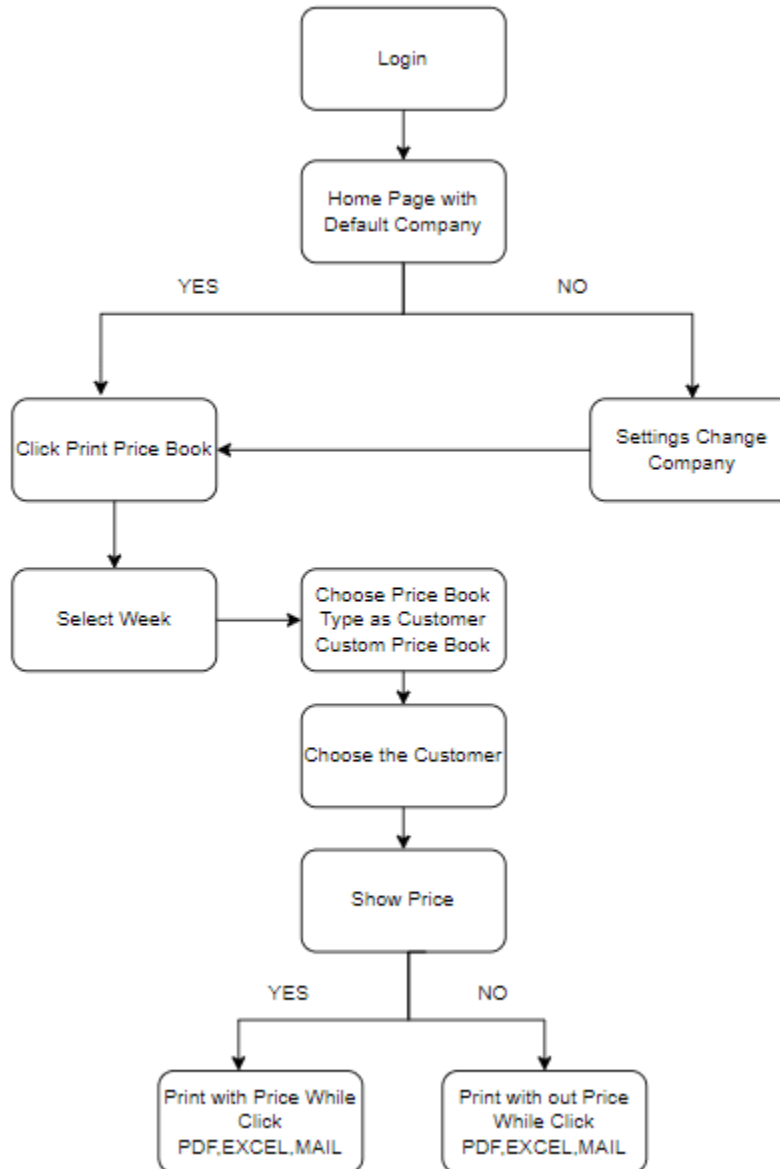 Login
Home Page with
Default Company
YES
NO
Click Print Price Book
Settings Change
Company
Select Week
Choose Price Book
Type as Customer
Custom Price Book
Choose the Customer
Show Price
YES
NO
Print with Price While
Click
PDF,EXCEL,MAIL
Print with out Price
While Click
PDF,EXCEL,MAIL